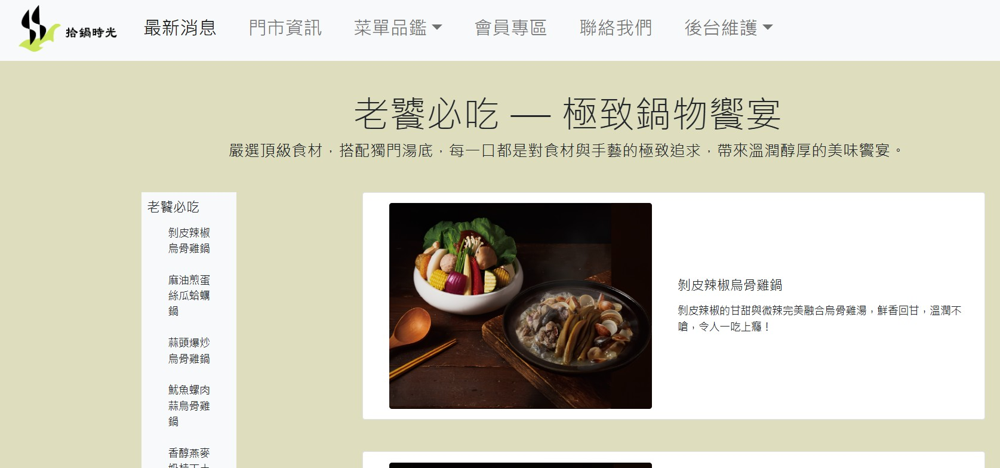 拾鍋時光
最新消息
門市資訊
菜單品鑑
會員專區
聯絡我們
後台維護
老饕必吃 — 極致鍋物饗宴
嚴選頂級食材，搭配獨門湯底，每一口都是對食材與手藝的極致追求，帶來溫潤醇厚的美味饗宴。
老饕必吃
剝皮辣椒
烏骨雞鍋
麻油煎蛋
絲瓜蛤蠣
鍋
蒜頭爆炒
烏骨雞鍋
魷魚螺肉
蒜烏骨雞
鍋
香醇燕麥
剝皮辣椒烏骨雞鍋
剝皮辣椒的甘甜與微辣完美融合烏骨雞湯，鮮香回甘，溫潤不
嗆，令人一吃上癮！